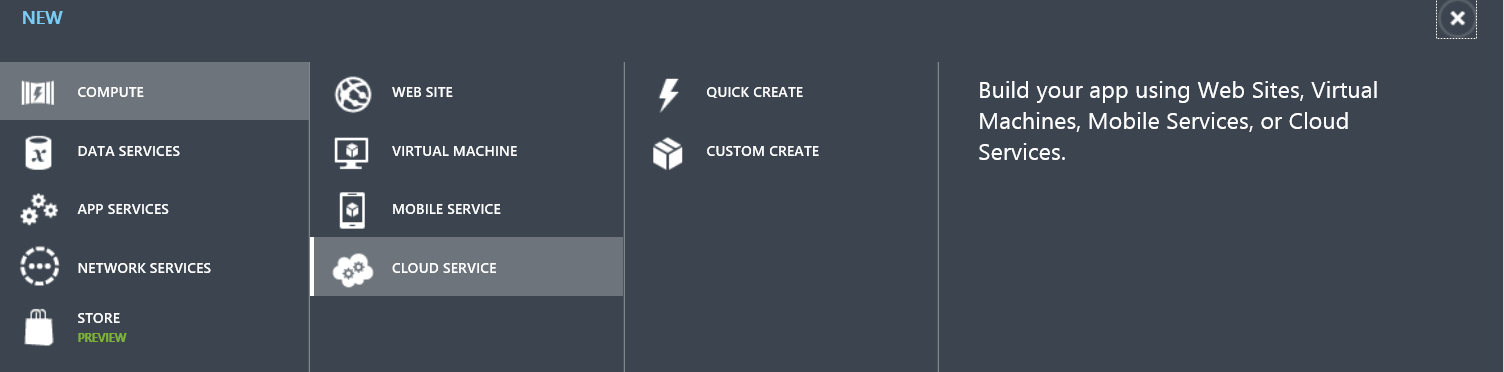 NEW
COMPUTE
DATA SERVICES
APP SERVICES
NETWORK SERVICES
STORE
PREVIEW
WEB SITE
VIRTUAL MACHINE
MOBILE SERVICE
CLOUD SERVICE
QUICK CREATE
CUSTOM CREATE
Build your app using Web Sites, Virtual
Machines, Mobile Services, or Cloud
Services.